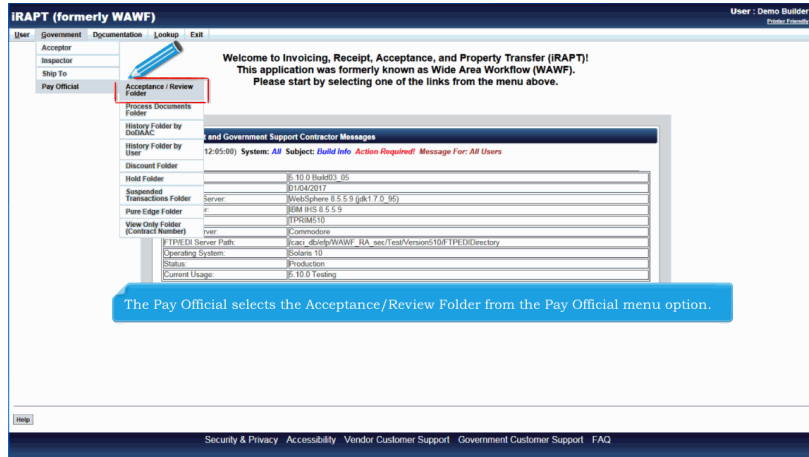 iRAPT (formerly WAWF)
User : Demo Builder
Printer Friendly
User Government Documentation Lookup Exit
Acceptor
Inspector
Ship To
Pay Official
Acceptance / Review
Folder
Process Documents
Folder
History Folder by
DoDAAC
History Folder by
User
Discount Folder
Hold Folder
Suspended
Transactions Folder
Pure Edge Folder
View Only Folder
(Contract Number)
Welcome to Invoicing, Receipt, Acceptance, and Property Transfer (iRAPT)!
This application was formerly known as Wide Area Workflow (WAWF).
Please start by selecting one of the links from the menu above.
and Government Support Contractor Messages
12:05:00) System: All Subject: Build Info Action Required! Message For: All Users
5.10.0 Build03_05
01/04/2017
Server: WebSphere 8.5.5.9 (jdk1.7.0_95)
IBM IHS 8.5.5.9
TPRIM510
Commodore
FTP/EDI Server Path: /caci_db/efp/WAWF_RA_sec/Test/Version510/FTPEDIDirectory
Operating System: Solaris 10
Status: Production
Current Usage: 5.10.0 Testing
The Pay Official selects the Acceptance/Review Folder from the Pay Official menu option.
Help
Security & Privacy Accessibility Vendor Customer Support Government Customer Support FAQ